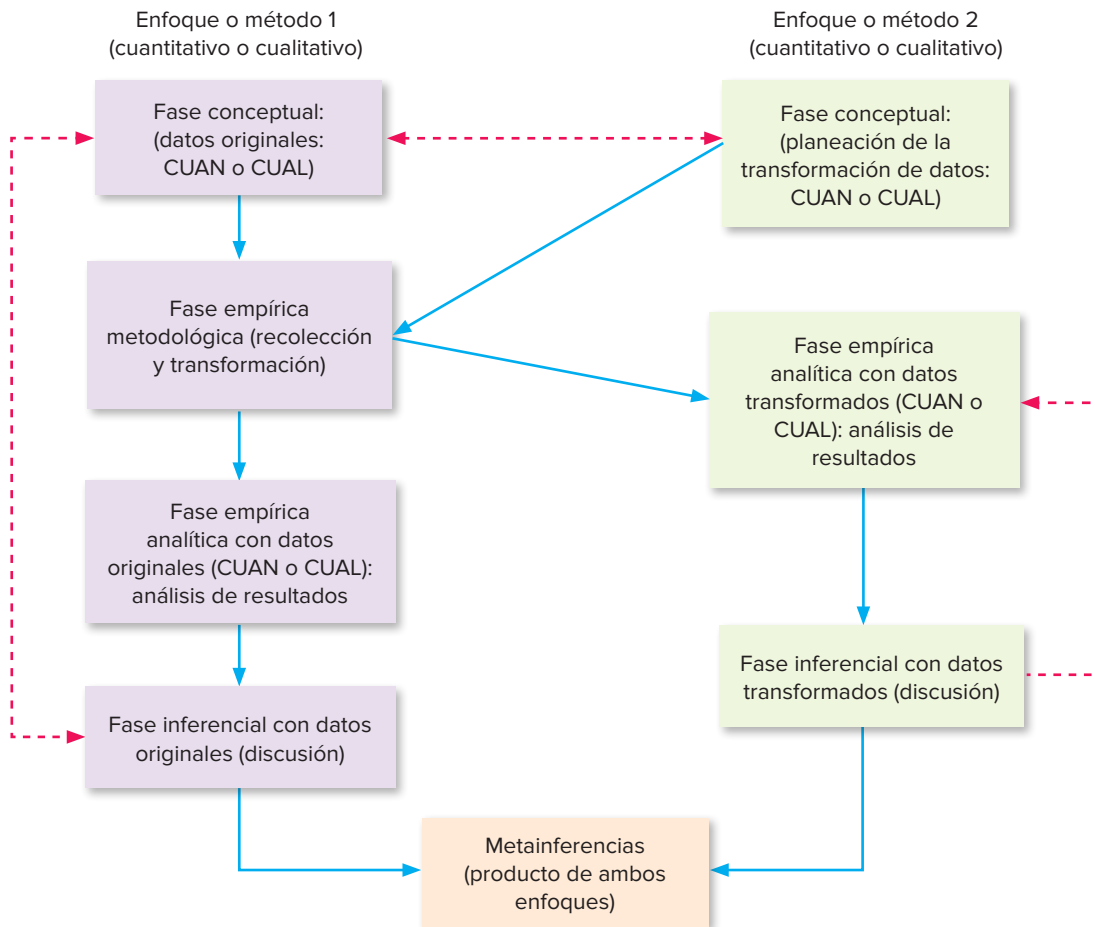 Enfoque o método 1
(cuantitativo o cualitativo)
Enfoque o método 2
(cuantitativo o cualitativo)
Fase conceptual:
(datos originales:
CUAN o CUAL)
Fase conceptual:
(planeación de la
transformación de datos:
CUAN o CUAL)
Fase empírica
metodológica (recolección
y transformación)
Fase empírica
analítica con datos
transformados (CUAN o
CUAL): análisis de
resultados
Fase empírica
analítica con datos
originales (CUAN o CUAL):
análisis de resultados
Fase inferencial con datos
transformados (discusión)
Fase inferencial con datos
originales (discusión)
Metainferencias
(producto de ambos
enfoques)